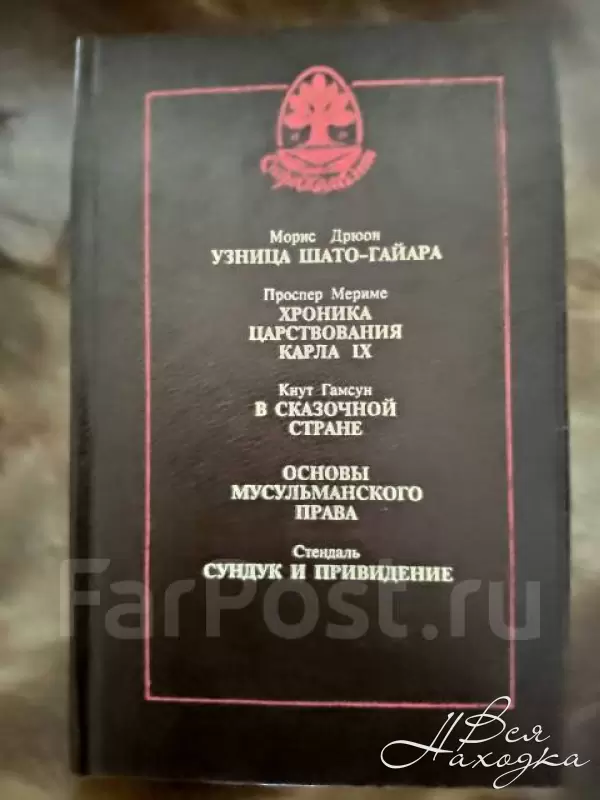 Морис Дрюон
УЗНИЦА ШАТО-ГАЙАРА
Проспер Мериме
ХРОНИКА
ЦАРСТВОВАНИЯ
КАРЛА IX
Кнут Гамсун
В СКАЗОЧНОЙ
СТРАНЕ
ОСНОВЫ
МУСУЛЬМАНСКОГО
ПРАВА
Стендаль
СУНДУК И ПРИВИДЕНИЕ
FarPost.ru
Вся
Находка